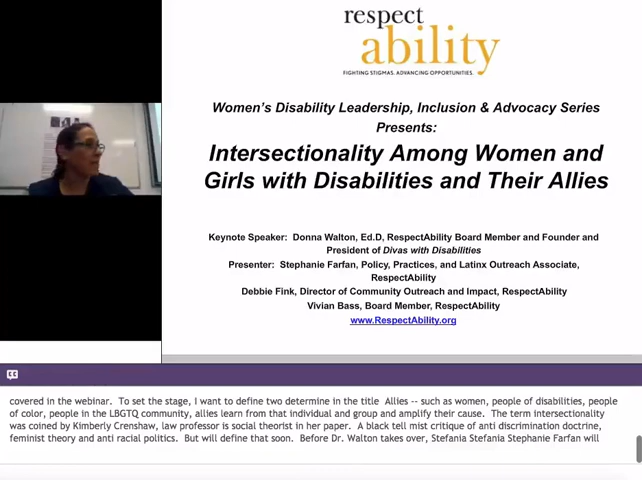 respect
ability
FIGHTING STIGMAS. ADVANCING OPPORTUNITIES.
Women's Disability Leadership, Inclusion & Advocacy Series
Presents:
Intersectionality Among Women and
Girls with Disabilities and Their Allies
Keynote Speaker: Donna Walton, Ed.D, RespectAbility Board Member and Founder and
President of Divas with Disabilities
Presenter: Stephanie Farfan, Policy, Practices, and Latinx Outreach Associate,
RespectAbility
Debbie Fink, Director of Community Outreach and Impact, RespectAbility
Vivian Bass, Board Member, RespectAbility
www.RespectAbility.org
covered in the webinar. To set the stage, I want to define two determine in the title Allies -- such as women, people of disabilities, people
of color, people in the LBGTQ community, allies learn from that individual and group and amplify their cause. The term intersectionality
was coined by Kimberly Crenshaw, law professor is social theorist in her paper. A black tell mist critique of anti discrimination doctrine,
feminist theory and anti racial politics. But will define that soon. Before Dr. Walton takes over, Stefania Stefania Stephanie Farfan will